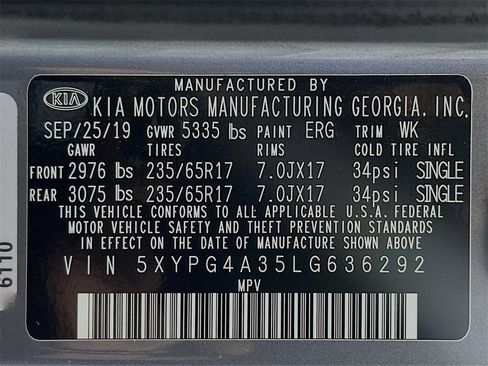 MANUFACTURED BY
KIA KIA MOTORS MANUFACTURING GEORGIA, INC.
SEP/25/19 GVWR 5335 lbs PAINT ERG TRIM WK
GAWR TIRES RIMS COLD TIRE INFL
FRONT 2976 lbs 235/65R17 7.0JX17 34psi SINGLE
REAR 3075 lbs 235/65R17 7.0JX17 34psi SINGLE
THIS VEHICLE CONFORMS TO ALL APPLICABLE U.S.A. FEDERAL
MOTOR VEHICLE SAFETY AND THEFT PREVENTION STANDARDS
IN EFFECT ON THE DATE OF MANUFACTURE SHOWN ABOVE.
VIN 5XYPG4A35LG636292
MPV
6110